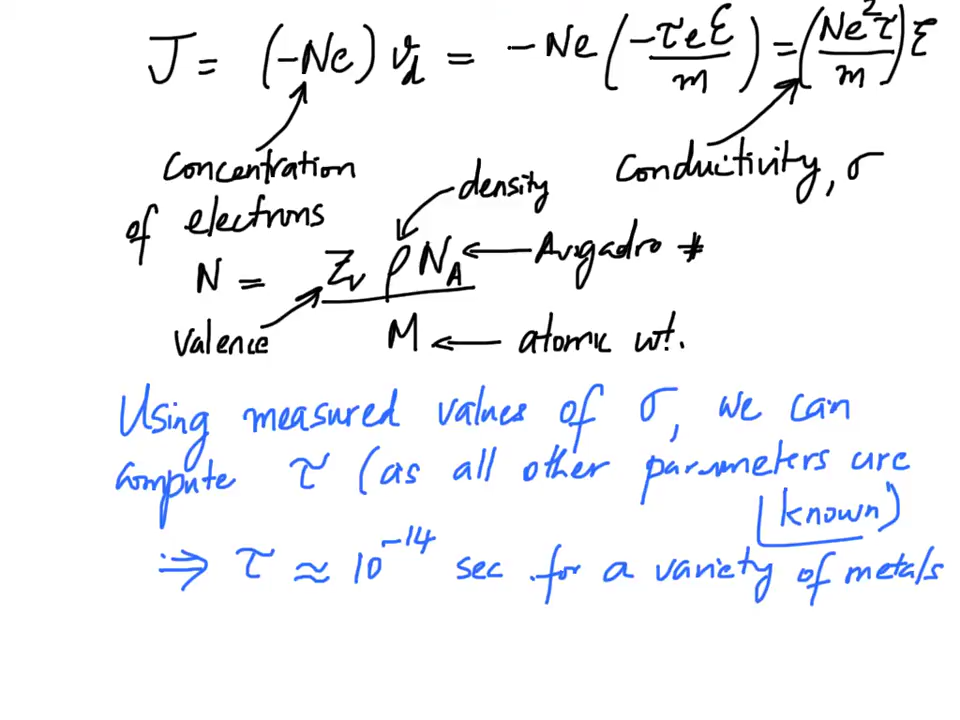 J = (-Ne) v_d = -Ne (-τeℰ/m) = (Ne²τ/m) ℰ
Concentration
of electrons
Conductivity, σ
density
N = Z_v ρ N_A / M
Avogadro #
Valence
atomic wt.
Using measured values of σ, we can
compute τ (as all other parameters are
known)
⇒ τ ≈ 10⁻¹⁴ sec for a variety of metals